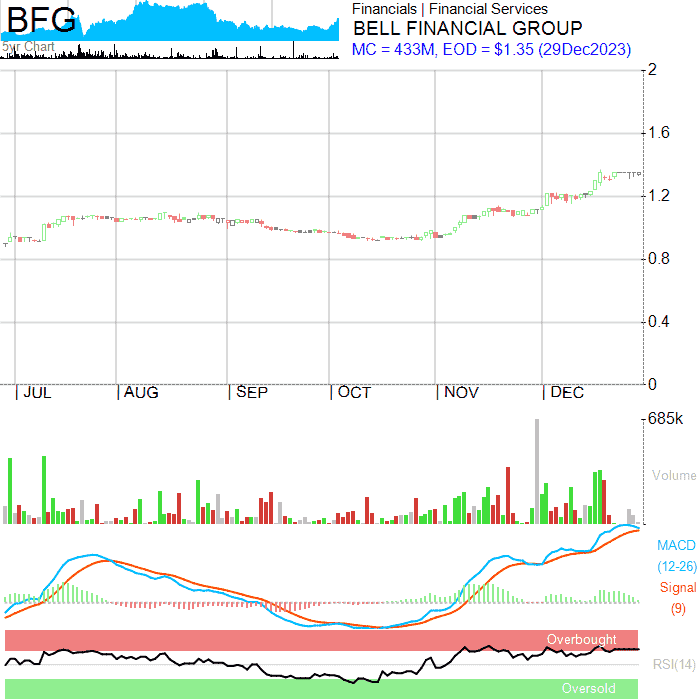 BFG
5yr Chart
Financials | Financial Services
BELL FINANCIAL GROUP
MC = 433M, EOD = $1.35 (29Dec2023)
2
1.6
1.2
0.8
0.4
0
JUL AUG SEP OCT NOV DEC
685k
Volume
MACD
(12-26)
Signal
(9)
Overbought
RSI(14)
Oversold